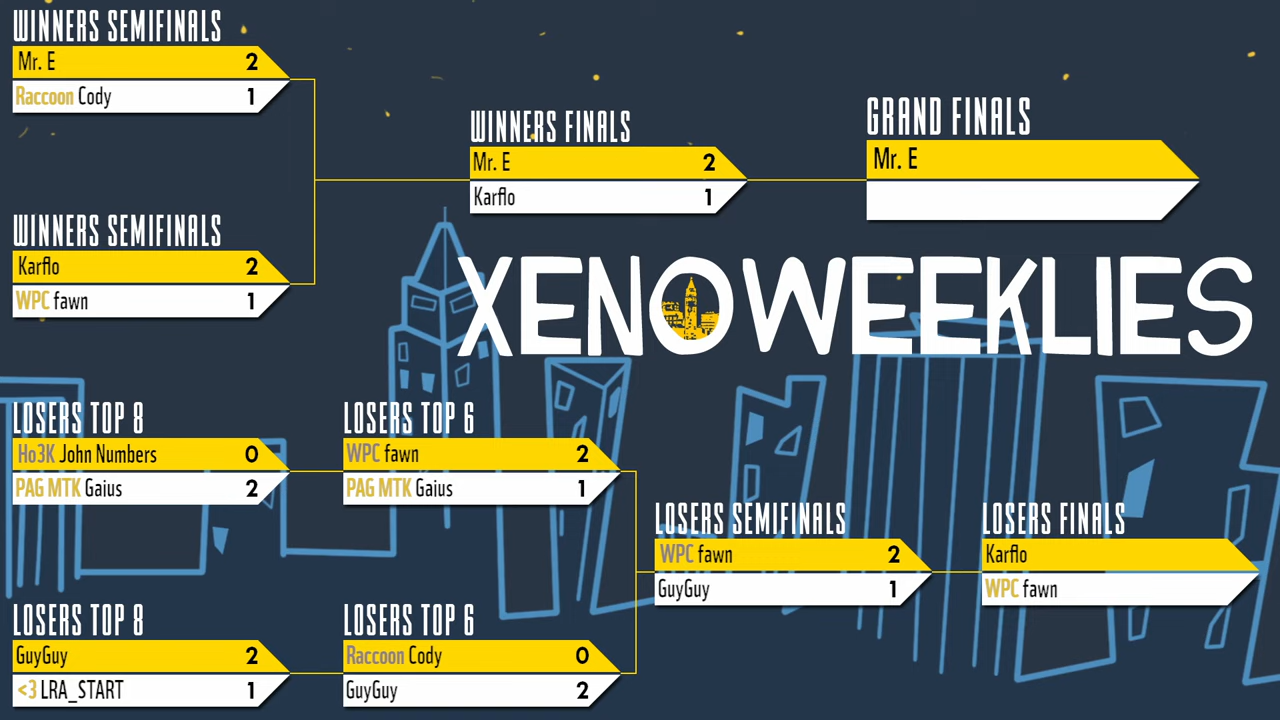 WINNERS SEMIFINALS
Mr. E 2
Raccoon Cody 1
WINNERS FINALS
Mr. E 2
Karflo 1
GRAND FINALS
Mr. E
WINNERS SEMIFINALS
Karflo 2
WPC fawn 1
XENOWEEKLIES
LOSERS TOP 8
Ho3K John Numbers 0
PAG MTK Gaius 2
LOSERS TOP 6
WPC fawn 2
PAG MTK Gaius 1
LOSERS SEMIFINALS
WPC fawn 2
GuyGuy 1
LOSERS FINALS
Karflo
WPC fawn
LOSERS TOP 8
GuyGuy 2
<3 LRA_START 1
LOSERS TOP 6
Raccoon Cody 0
GuyGuy 2